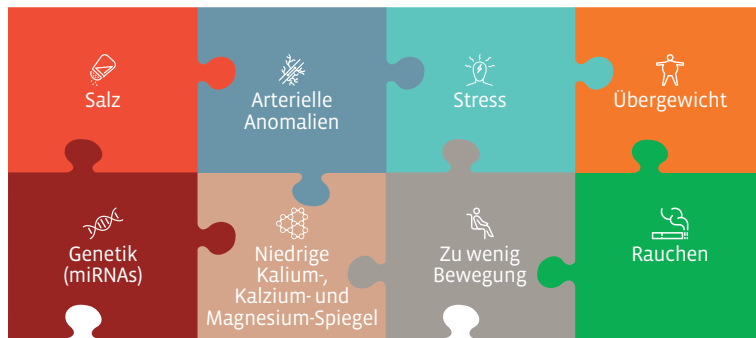 Salz
Arterielle
Anomalien
Stress
Übergewicht
Genetik
(miRNAs)
Niedrige
Kalium-,
Kalzium- und
Magnesium-Spiegel
Zu wenig
Bewegung
Rauchen